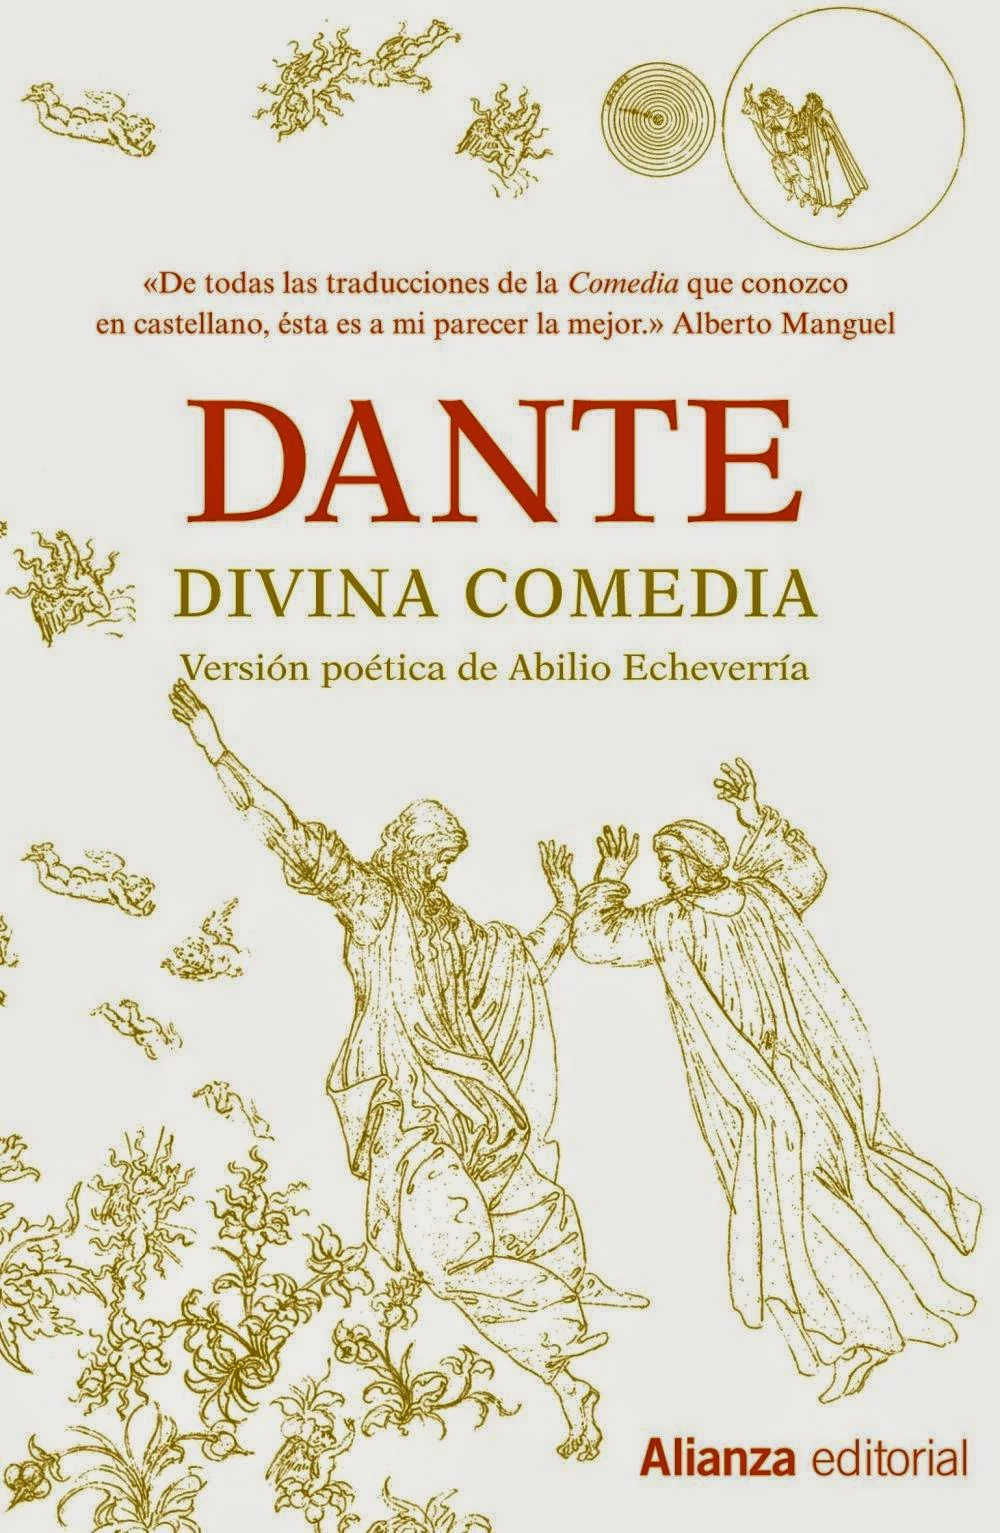 «De todas las traducciones de la Comedia que conozco
en castellano, ésta es a mi parecer la mejor.» Alberto Manguel
DANTE
DIVINA COMEDIA
Versión poética de Abilio Echeverría
Alianza editorial